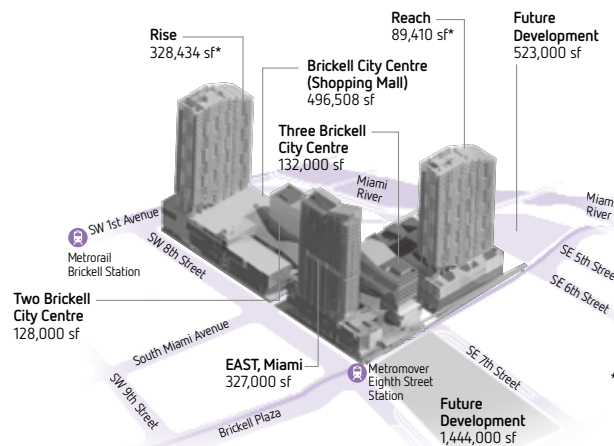 Rise
328,434 sf*
Reach
89,410 sf*
Future
Development
523,000 sf
Brickell City Centre
(Shopping Mall)
496,508 sf
Three Brickell
City Centre
132,000 sf
Miami
River
Miami
River
SW 1st Avenue
Metrorail
Brickell Station
SW 8th Street
SE 5th Street
SE 6th Street
Two Brickell
City Centre
128,000 sf
South Miami Avenue
EAST, Miami
327,000 sf
SW 9th Street
Brickell Plaza
Metromover
Eighth Street
Station
SE 7th Street
Future
Development
1,444,000 sf
*